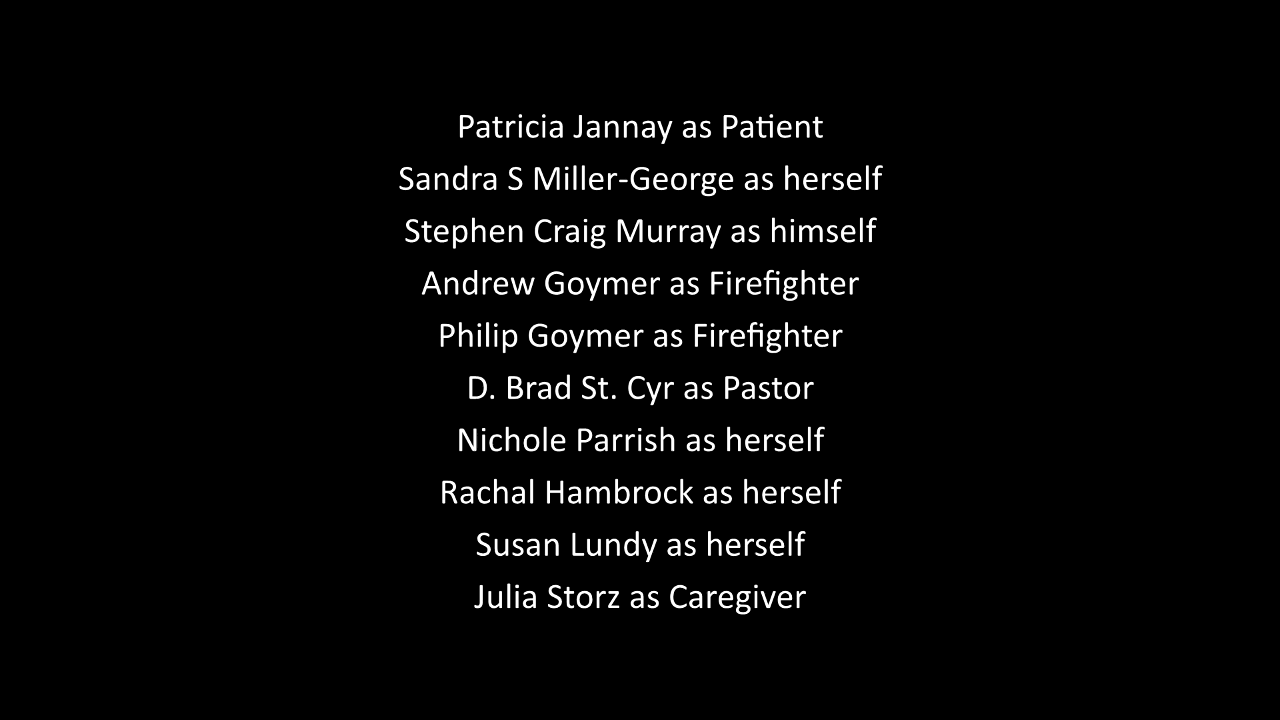 Patricia Jannay as Patient
Sandra S Miller-George as herself
Stephen Craig Murray as himself
Andrew Goymer as Firefighter
Philip Goymer as Firefighter
D. Brad St. Cyr as Pastor
Nichole Parrish as herself
Rachal Hambrock as herself
Susan Lundy as herself
Julia Storz as Caregiver